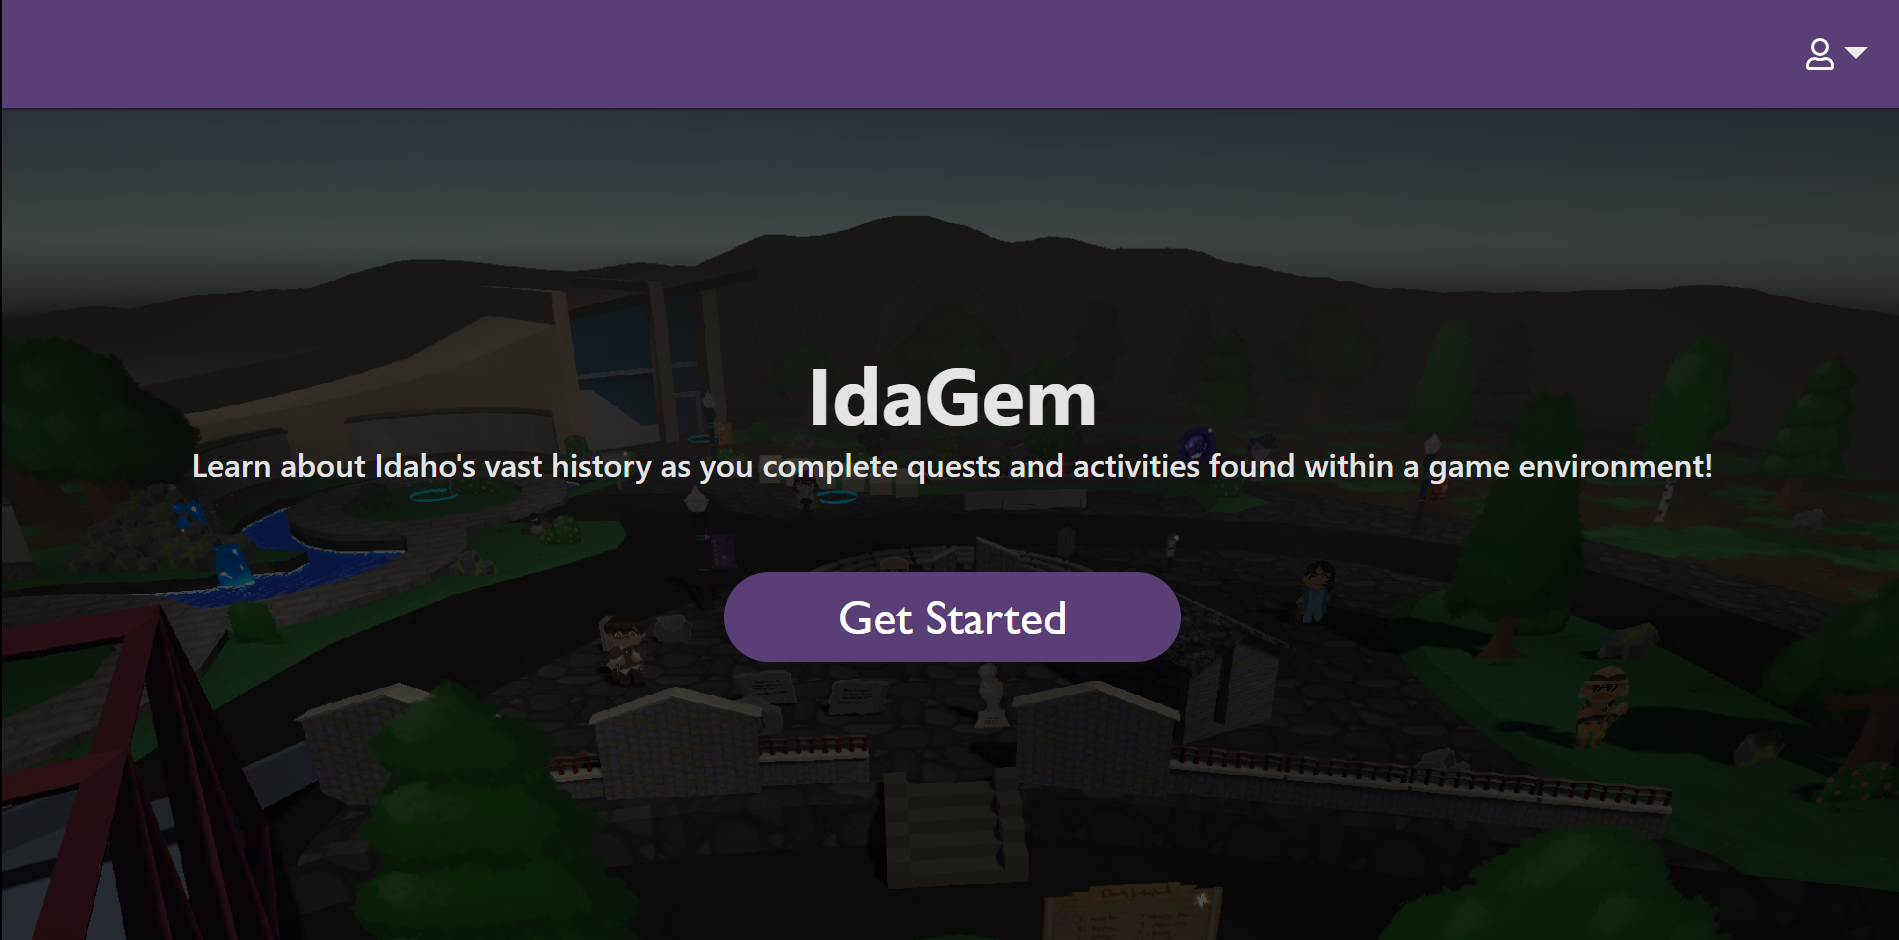 IdaGem
Learn about Idaho's vast history as you complete quests and activities found within a game environment!
Get Started